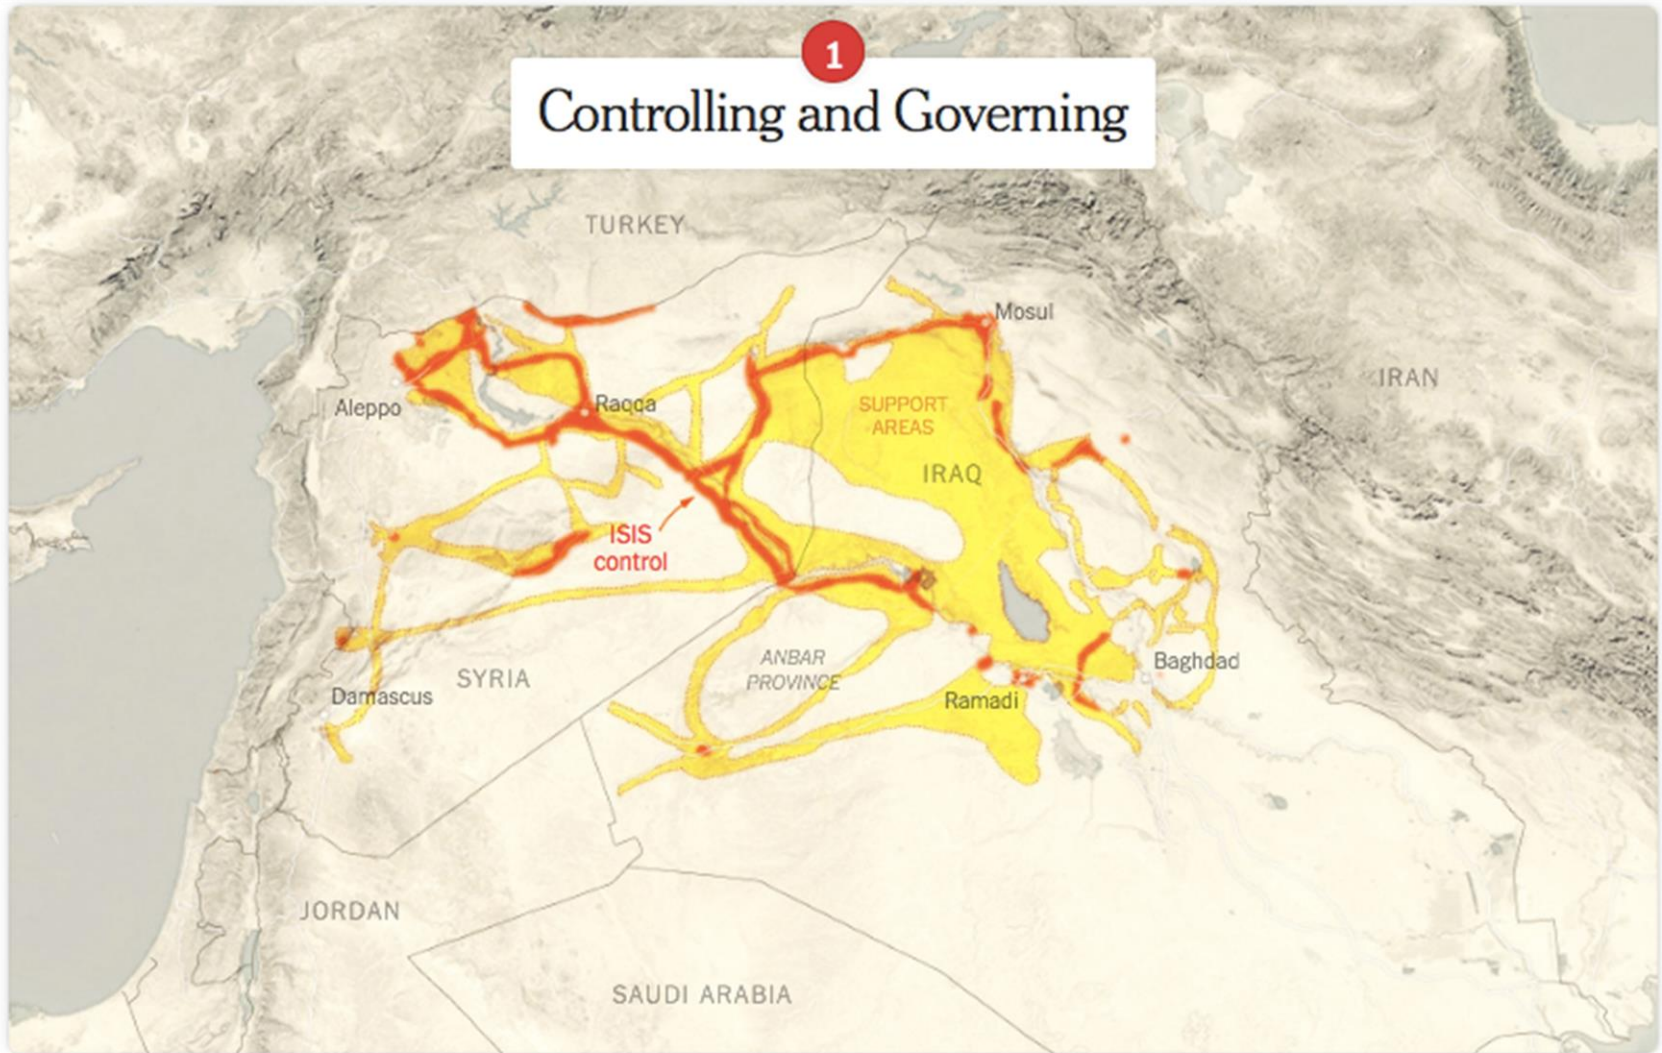 1
Controlling and Governing
TURKEY
Mosul
IRAN
Aleppo
Raqqa
SUPPORT
AREAS
IRAQ
ISIS
control
ANBAR
PROVINCE
Baghdad
SYRIA
Damascus
Ramadi
JORDAN
SAUDI ARABIA